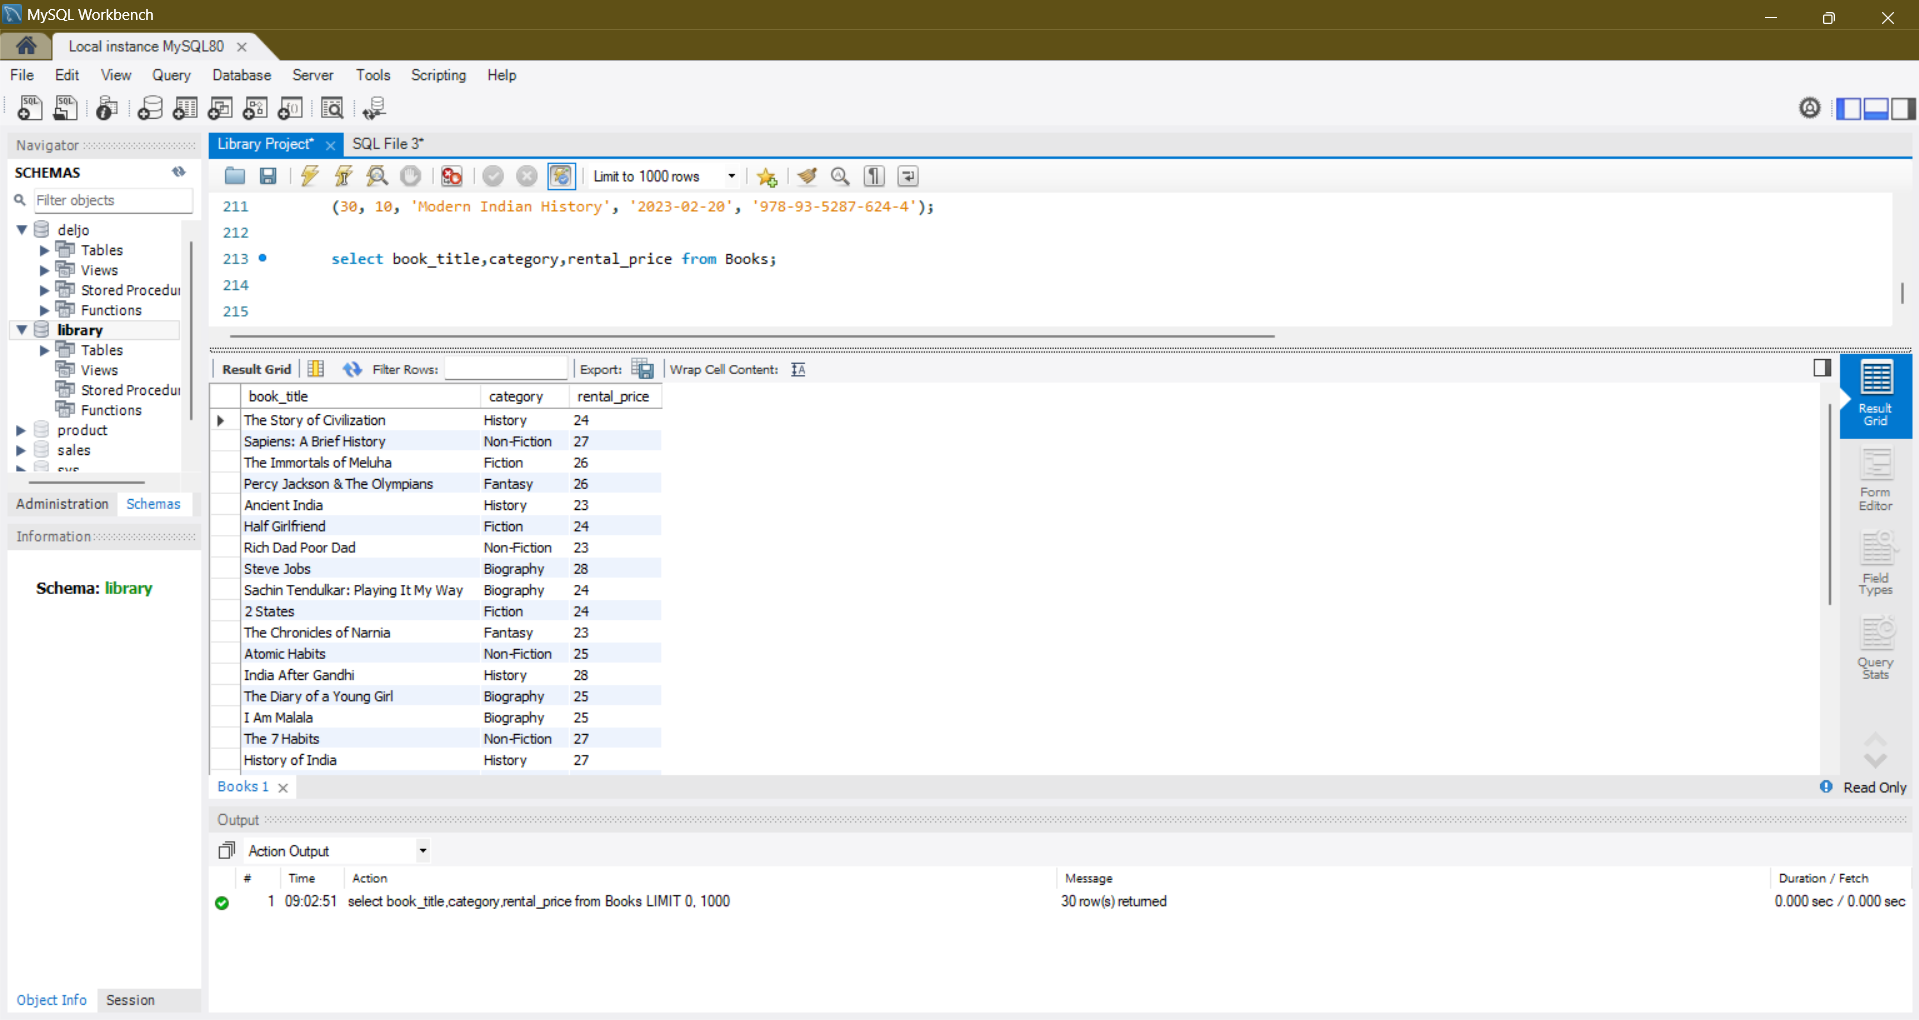 MySQL Workbench
Local instance MySQL80
File Edit View Query Database Server Tools Scripting Help
Navigator
SCHEMAS
Filter objects
deljo
Tables
Views
Stored Procedur
Functions
library
Tables
Views
Stored Procedur
Functions
product
sales
sys
Administration Schemas
Information
Schema: library
Object Info Session
Library Project* SQL File 3*
Limit to 1000 rows
211 (30, 10, 'Modern Indian History', '2023-02-20', '978-93-5287-624-4');
212
213 select book_title,category,rental_price from Books;
214
215
Result Grid Filter Rows: Export: Wrap Cell Content:
book_title category rental_price
The Story of Civilization History 24
Sapiens: A Brief History Non-Fiction 27
The Immortals of Meluha Fiction 26
Percy Jackson & The Olympians Fantasy 26
Ancient India History 23
Half Girlfriend Fiction 24
Rich Dad Poor Dad Non-Fiction 23
Steve Jobs Biography 28
Sachin Tendulkar: Playing It My Way Biography 24
2 States Fiction 24
The Chronicles of Narnia Fantasy 23
Atomic Habits Non-Fiction 25
India After Gandhi History 28
The Diary of a Young Girl Biography 25
I Am Malala Biography 25
The 7 Habits Non-Fiction 27
History of India History 27
Result
Grid
Form
Editor
Field
Types
Query
Stats
Books 1
Read Only
Output
Action Output
# Time Action Message Duration / Fetch
1 09:02:51 select book_title,category,rental_price from Books LIMIT 0, 1000 30 row(s) returned 0.000 sec / 0.000 sec